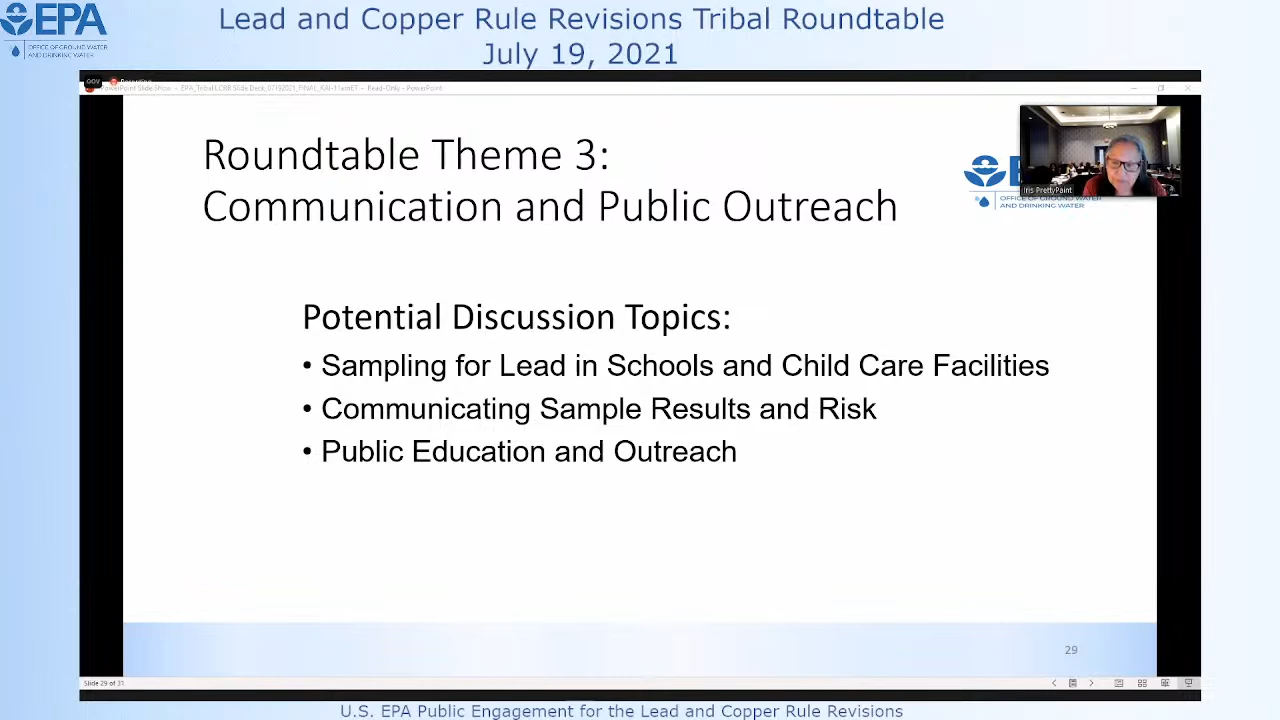 EPA
OFFICE OF GROUND WATER
AND DRINKING WATER
Lead and Copper Rule Revisions Tribal Roundtable
July 19, 2021
Recording
PowerPoint Slide Show - EPA_Tribal LCRR Slide Deck_07192021_FINAL_KAI-11amET - Read-Only - PowerPoint
Roundtable Theme 3:
Communication and Public Outreach
Iris PrettyPaint
OFFICE OF GROUND WATER
AND DRINKING WATER
Potential Discussion Topics:
• Sampling for Lead in Schools and Child Care Facilities
• Communicating Sample Results and Risk
• Public Education and Outreach
29
Slide 29 of 31
U.S. EPA Public Engagement for the Lead and Copper Rule Revisions